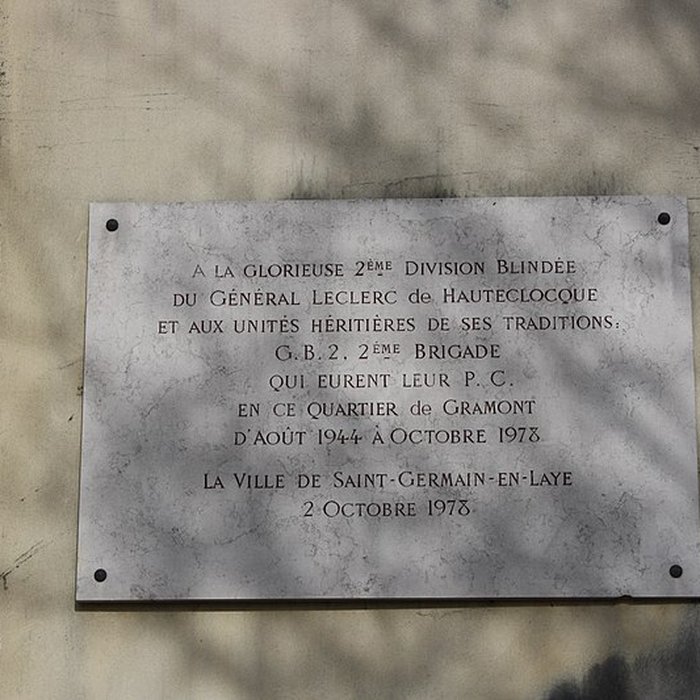 A LA GLORIEUSE 2ÈME DIVISION BLINDÉE
DU GÉNÉRAL LECLERC de HAUTECLOCQUE
ET AUX UNITÉS HÉRITIÈRES DE SES TRADITIONS:
G.B.2. 2ÉME BRIGADE
QUI EURENT LEUR P.C.
EN CE QUARTIER de GRAMONT
D'AOÛT 1944 À OCTOBRE 1978
LA VILLE DE SAINT-GERMAIN-EN-LAYE
2 OCTOBRE 1978